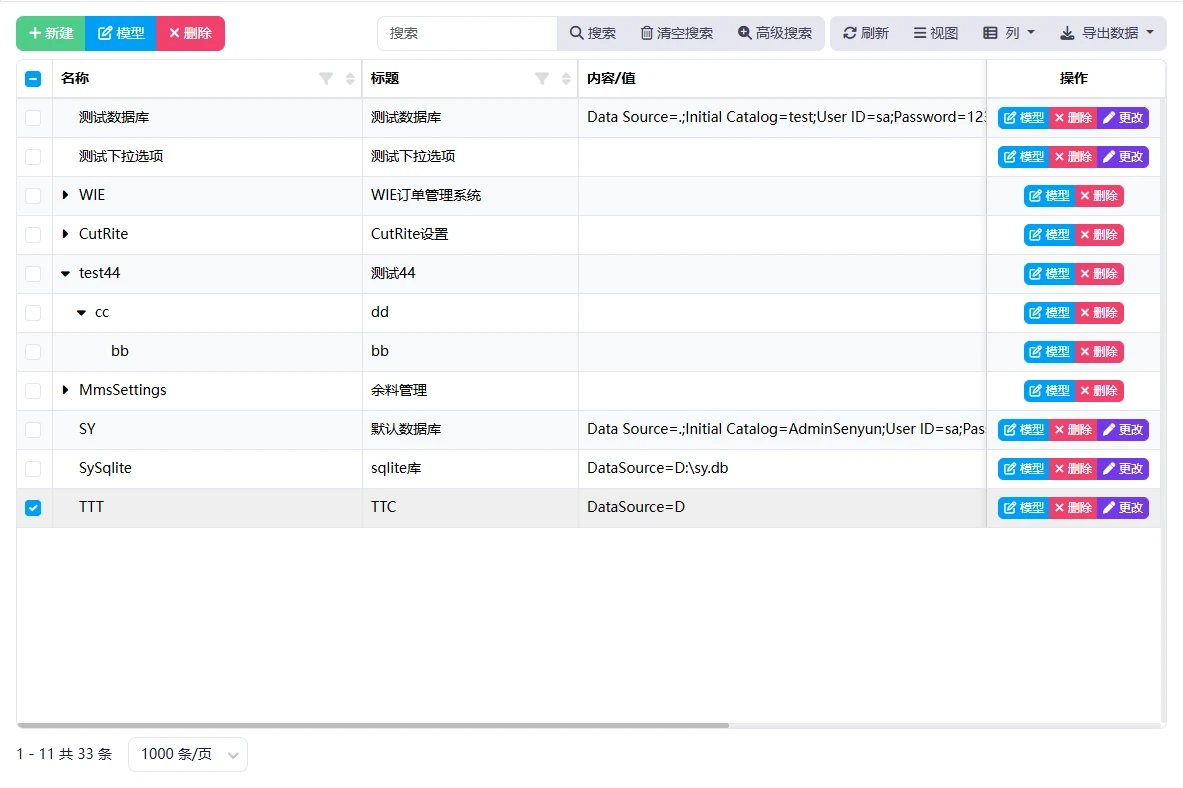 新建 模型 删除 搜索 搜索 清空搜索 高级搜索 刷新 视图 列 导出数据
名称 标题 内容/值 操作
测试数据库 测试数据库 Data Source=.;Initial Catalog=test;User ID=sa;Password=123 模型 删除 更改
测试下拉选项 测试下拉选项 模型 删除 更改
WIE WIE订单管理系统 模型 删除
CutRite CutRite设置 模型 删除
test44 测试44 模型 删除
cc dd 模型 删除
bb bb 模型 删除
MmsSettings 余料管理 模型 删除
SY 默认数据库 Data Source=.;Initial Catalog=AdminSenyun;User ID=sa;Pas 模型 删除 更改
SySqlite sqlite库 DataSource=D:\sy.db 模型 删除 更改
TTT TTC DataSource=D 模型 删除 更改
1 - 11 共 33 条 1000 条/页